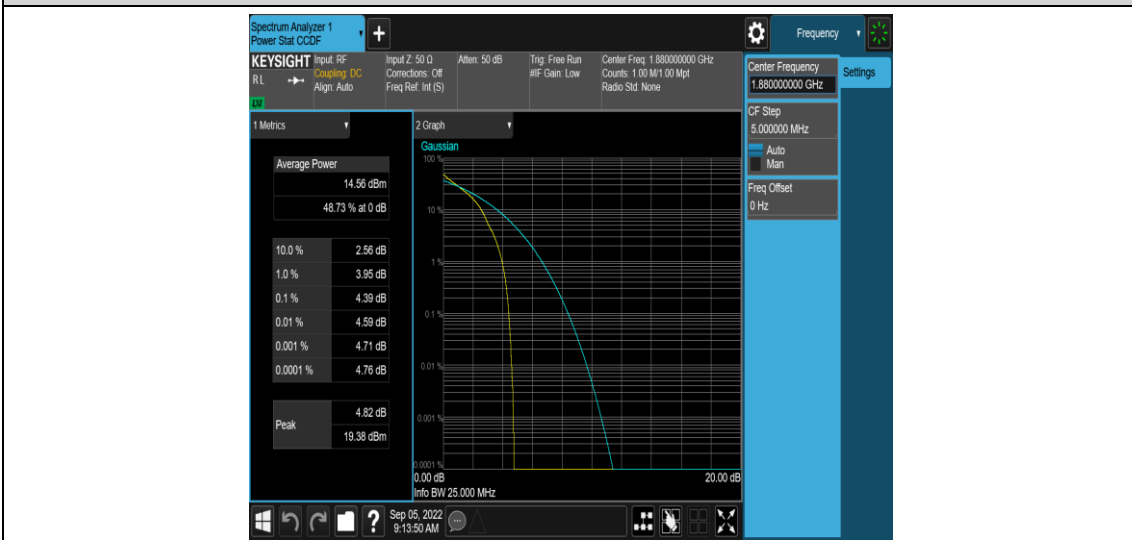 Spectrum Analyzer 1
Power Stat CCDF
+
Frequency
KEYSIGHT
RL
LXI
Input: RF
Coupling: DC
Align: Auto
Input Z: 50 Ω
Corrections: Off
Freq Ref: Int (S)
Atten: 50 dB
Trig: Free Run
#IF Gain: Low
Center Freq: 1.880000000 GHz
Counts: 1.00 M/1.00 Mpt
Radio Std: None
Center Frequency
1.880000000 GHz
Settings
CF Step
5.000000 MHz
Auto
Man
Freq Offset
0 Hz
1 Metrics
Average Power
14.56 dBm
48.73 % at 0 dB
10.0 % 2.56 dB
1.0 % 3.95 dB
0.1 % 4.39 dB
0.01 % 4.59 dB
0.001 % 4.71 dB
0.0001 % 4.76 dB
Peak
4.82 dB
19.38 dBm
2 Graph
Gaussian
100 %
10 %
1 %
0.1 %
0.01 %
0.001 %
0.0001 %
0.00 dB 20.00 dB
Info BW 25.000 MHz
?
Sep 05, 2022
9:13:50 AM